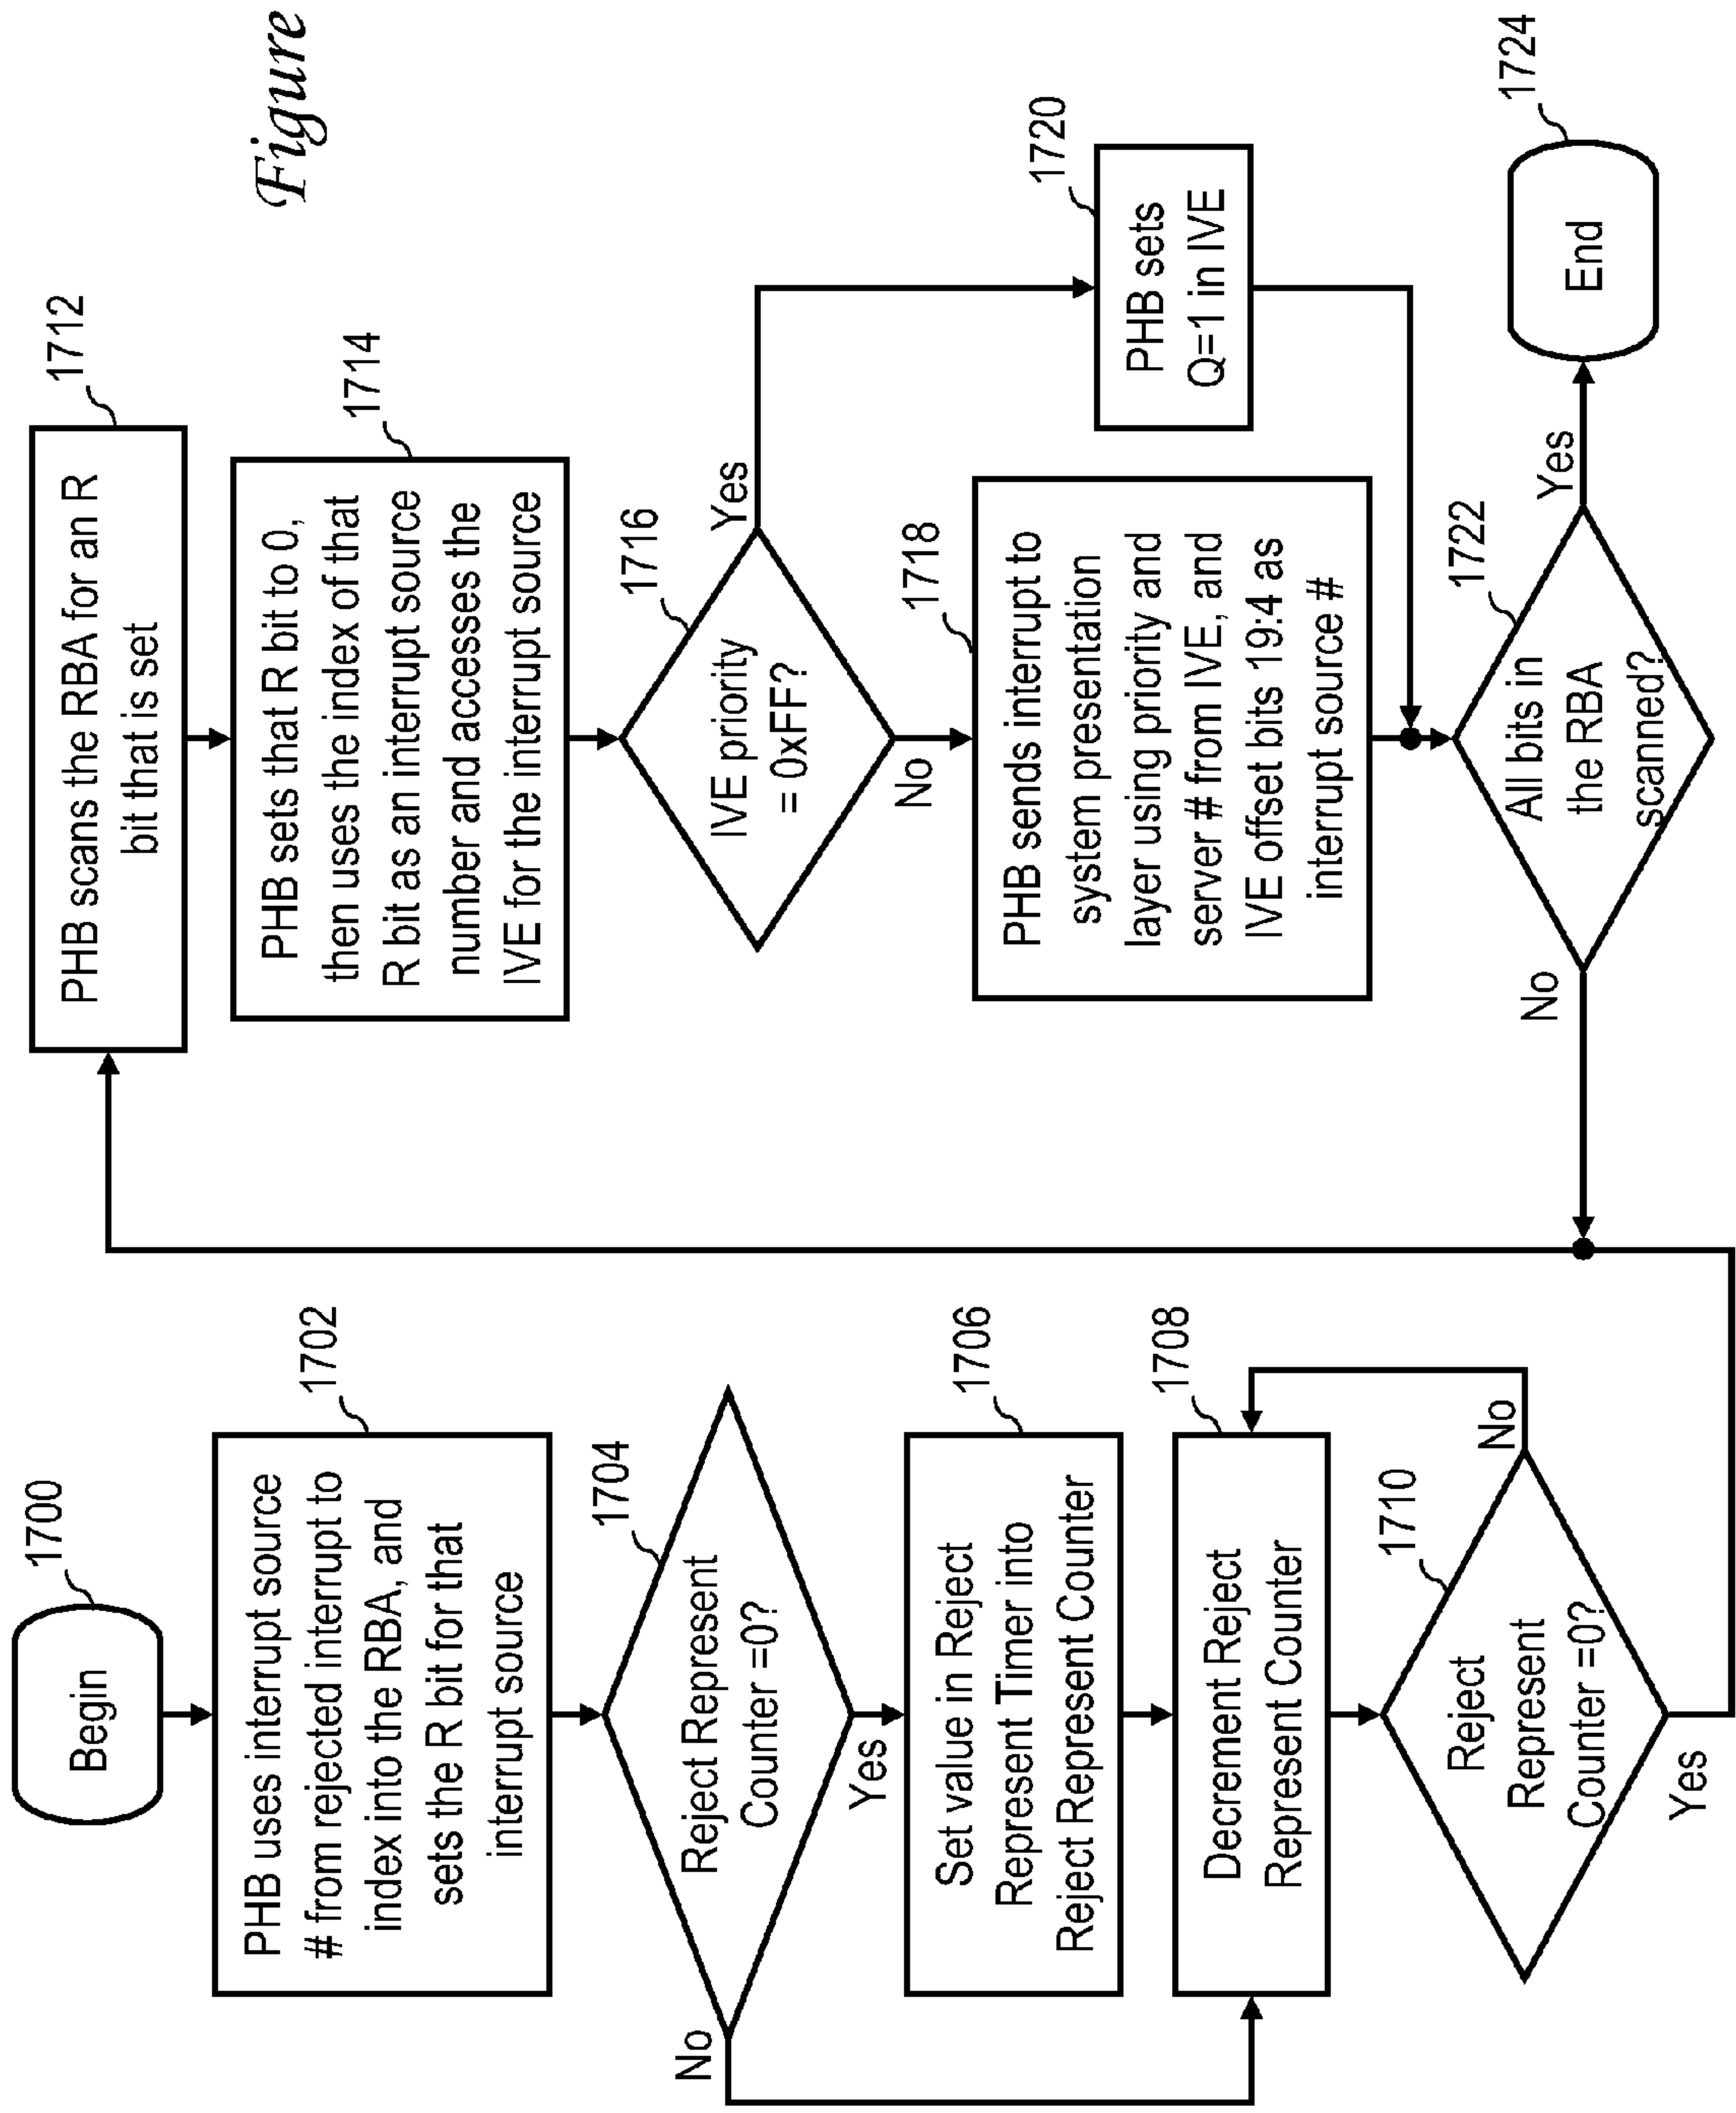 Begin
1700
PHB uses interrupt source
# from rejected interrupt to
index into the RBA, and
sets the R bit for that
interrupt source
1702
Reject Represent
Counter =0?
1704
No
Yes
Set value in Reject
Represent Timer into
Reject Represent Counter
1706
Decrement Reject
Represent Counter
1708
Reject
Represent
Counter =0?
1710
No
Yes
PHB scans the RBA for an R
bit that is set
1712
PHB sets that R bit to 0,
then uses the index of that
R bit as an interrupt source
number and accesses the
IVE for the interrupt source
1714
IVE priority
= 0xFF?
1716
Yes
No
PHB sends interrupt to
system presentation
layer using priority and
server # from IVE, and
IVE offset bits 19:4 as
interrupt source #
1718
PHB sets
Q=1 in IVE
1720
All bits in
the RBA
scanned?
1722
No
Yes
End
1724
Figure